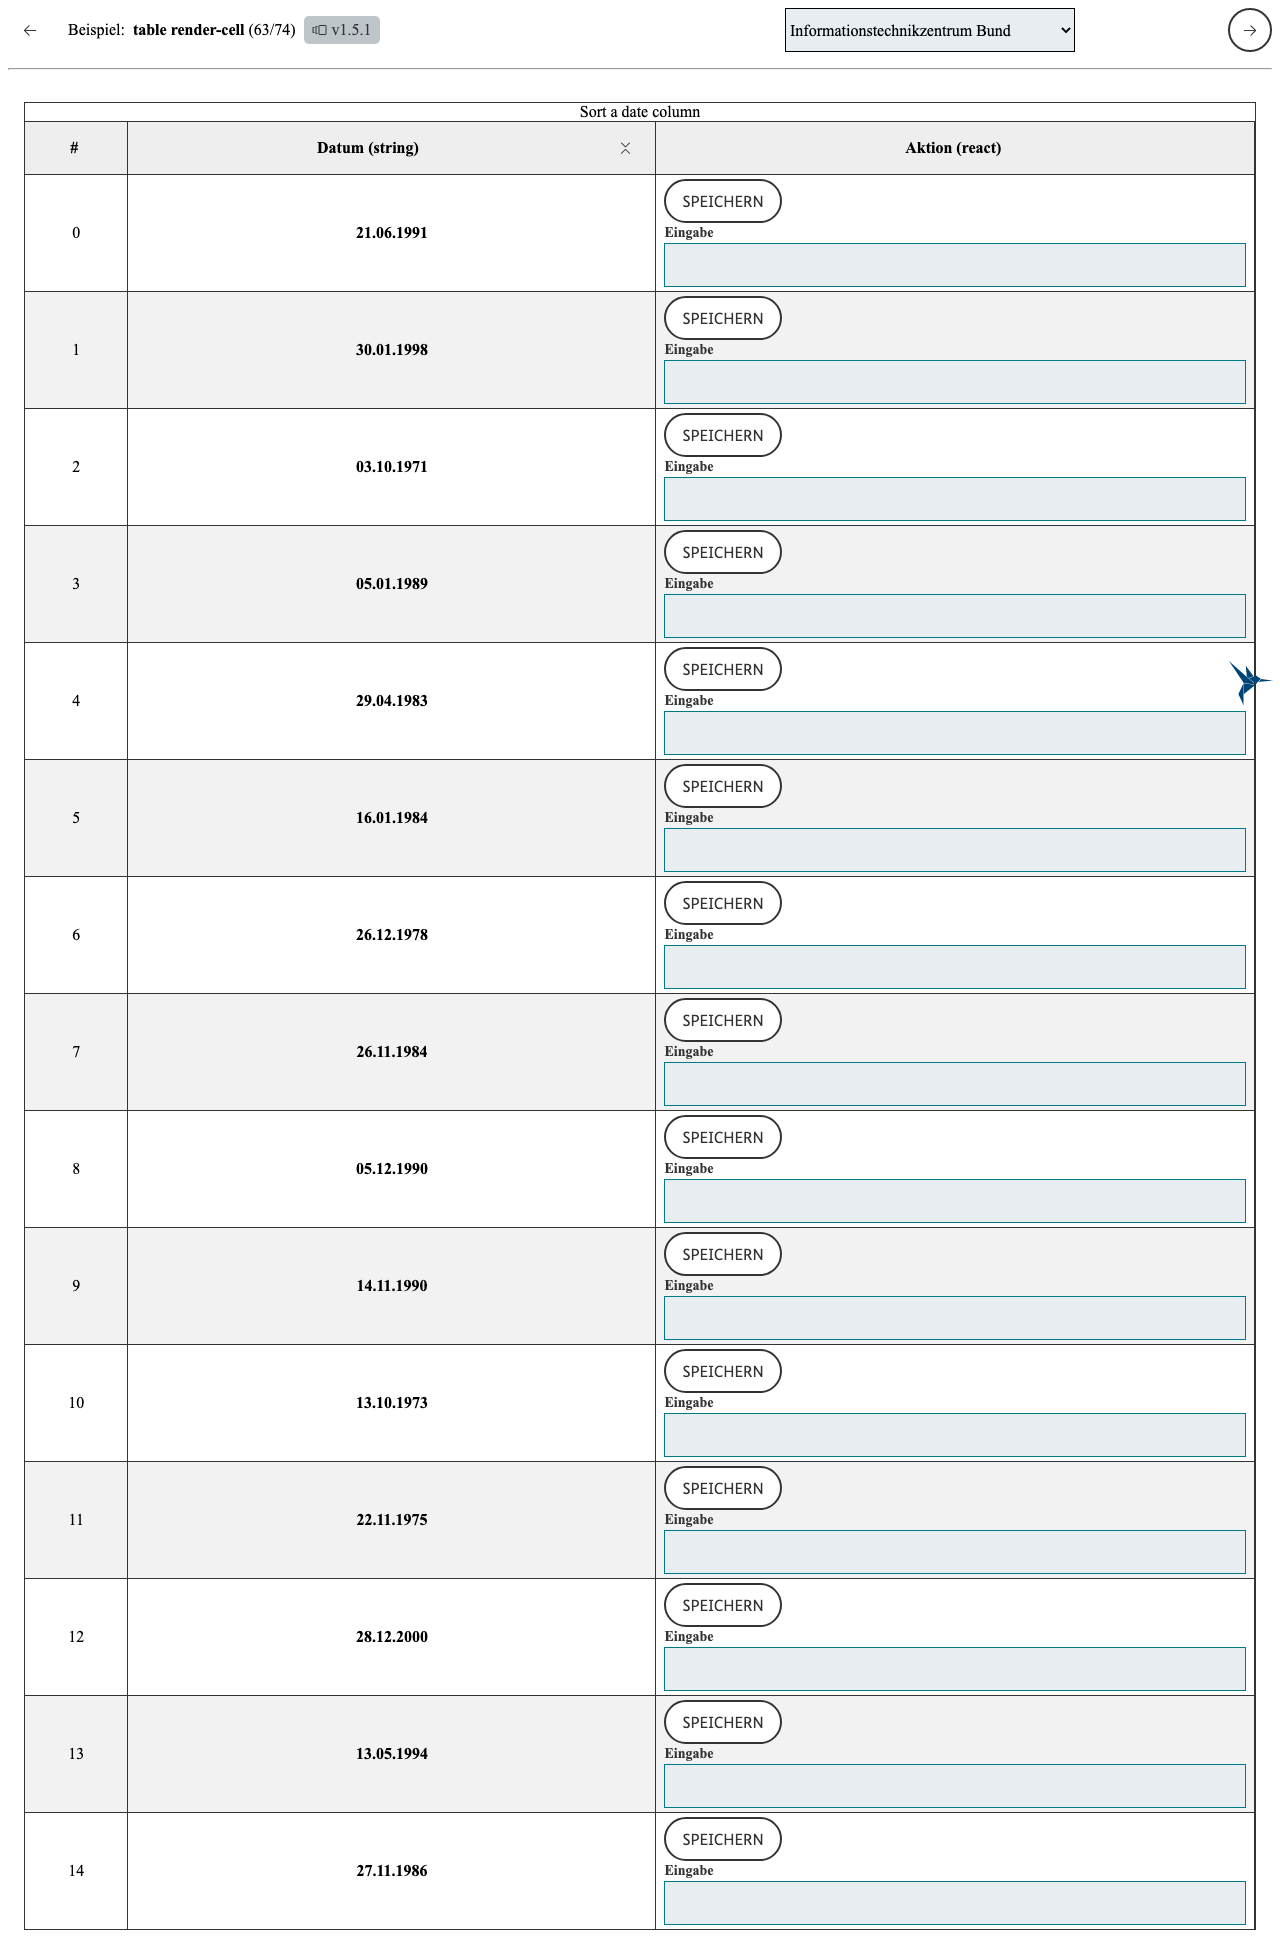 Beispiel: table render-cell (63/74) v1.5.1 Informationstechnikzentrum Bund
Sort a date column
# Datum (string) Aktion (react)
SPEICHERN
0 21.06.1991 Eingabe
SPEICHERN
1 30.01.1998 Eingabe
SPEICHERN
2 03.10.1971 Eingabe
SPEICHERN
3 05.01.1989 Eingabe
SPEICHERN
4 29.04.1983 Eingabe
SPEICHERN
5 16.01.1984 Eingabe
SPEICHERN
6 26.12.1978 Eingabe
SPEICHERN
7 26.11.1984 Eingabe
SPEICHERN
8 05.12.1990 Eingabe
SPEICHERN
9 14.11.1990 Eingabe
SPEICHERN
10 13.10.1973 Eingabe
SPEICHERN
11 22.11.1975 Eingabe
SPEICHERN
12 28.12.2000 Eingabe
SPEICHERN
13 13.05.1994 Eingabe
SPEICHERN
14 27.11.1986 Eingabe